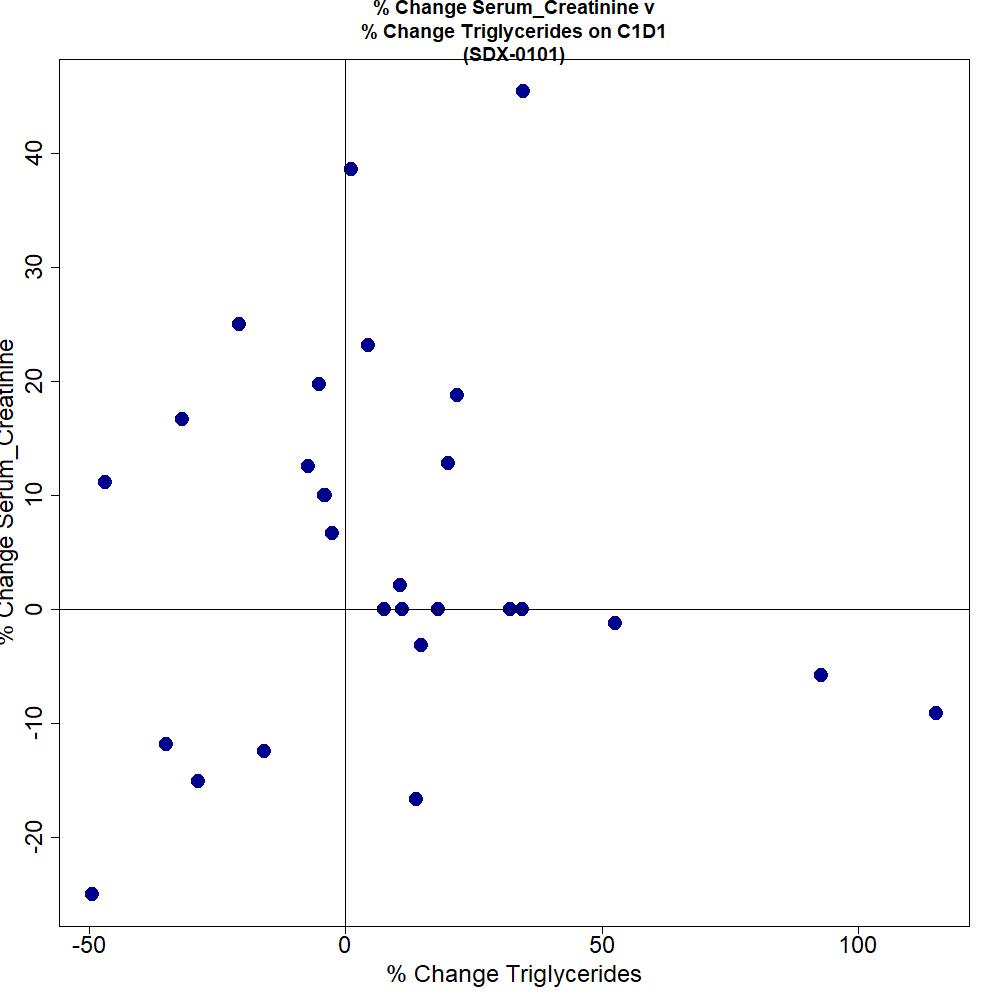 % Change Serum_Creatinine v
% Change Triglycerides on C1D1
(SDX-0101)
% Change Serum_Creatinine
40
30
20
10
0
-10
-20
-50
0
50
100
% Change Triglycerides